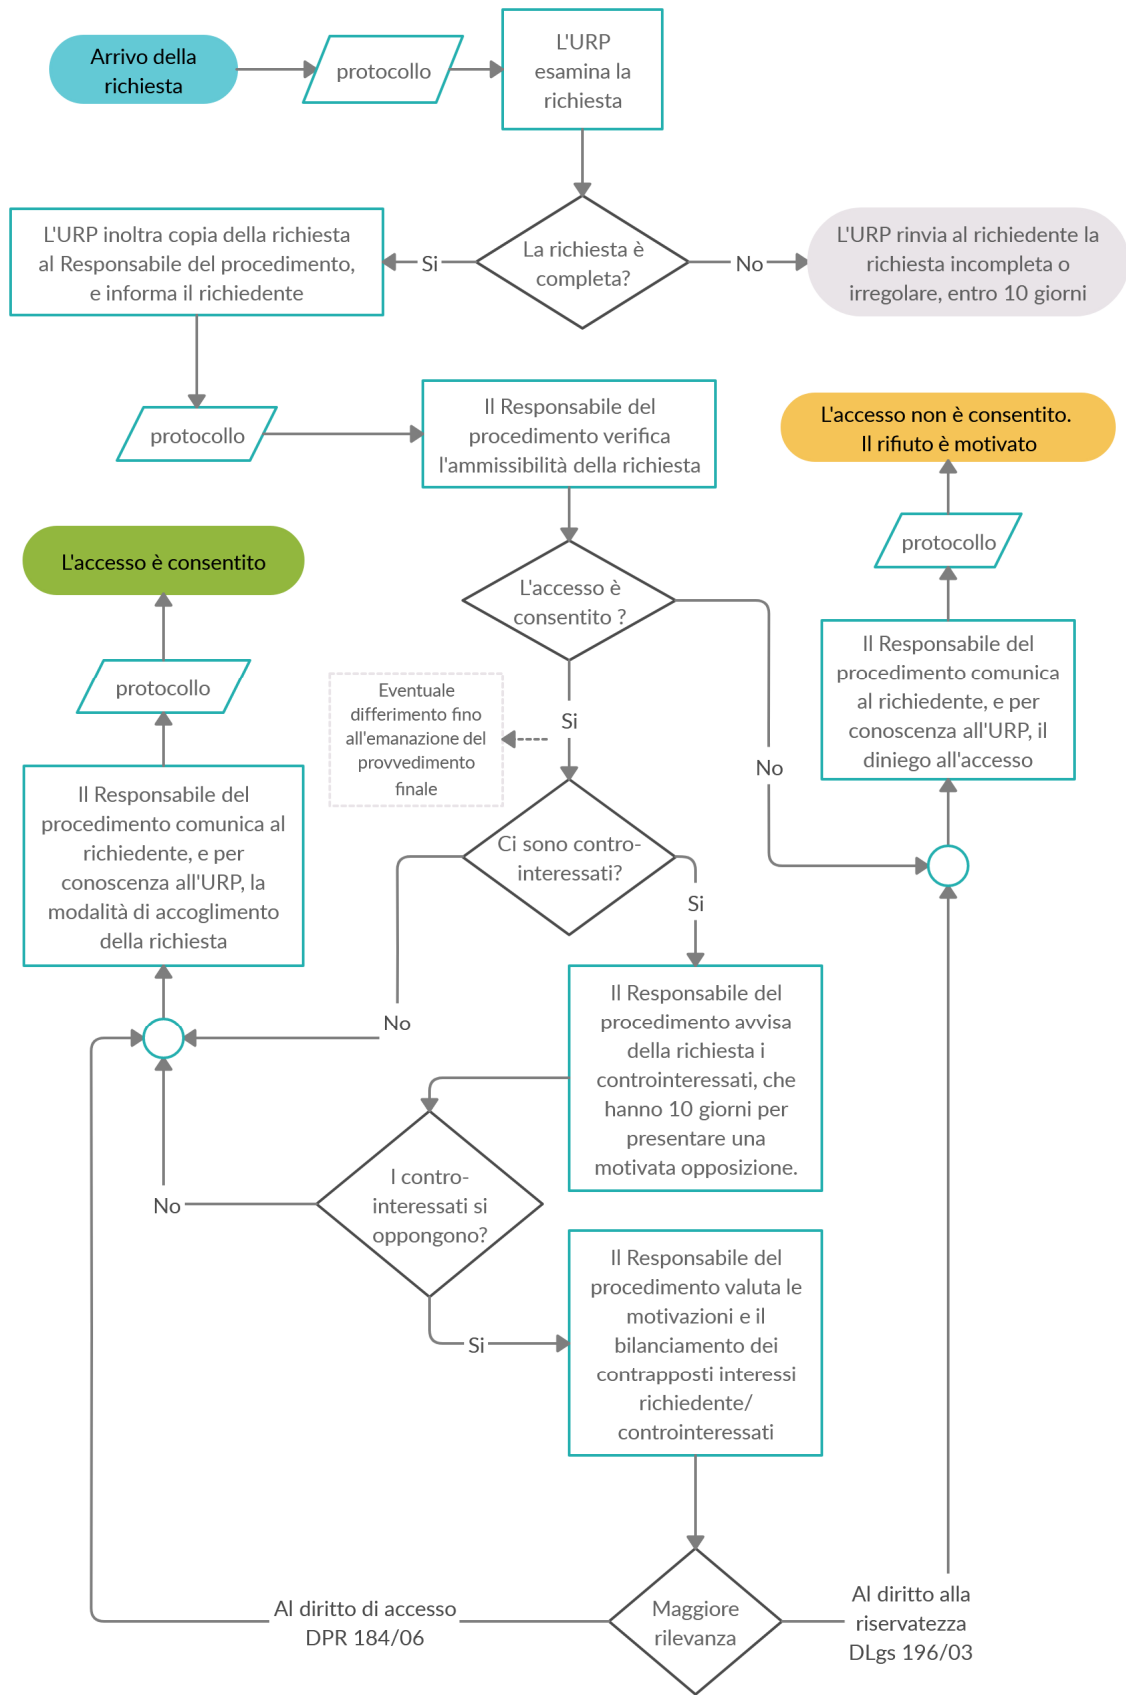 Arrivo della
richiesta
protocollo
L'URP
esamina la
richiesta
La richiesta è
completa?
Si
No
L'URP inoltra copia della richiesta
al Responsabile del procedimento,
e informa il richiedente
L'URP rinvia al richiedente la
richiesta incompleta o
irregolare, entro 10 giorni
protocollo
Il Responsabile del
procedimento verifica
l'ammissibilità della richiesta
L'accesso non è consentito.
Il rifiuto è motivato
protocollo
L'accesso è consentito
L'accesso è
consentito ?
Il Responsabile del
procedimento comunica
al richiedente, e per
conoscenza all'URP, il
diniego all'accesso
protocollo
Eventuale
differimento fino
all'emanazione del
provvedimento
finale
Si
No
Il Responsabile del
procedimento comunica al
richiedente, e per
conoscenza all'URP, la
modalità di accoglimento
della richiesta
Ci sono contro-
interessati?
Si
No
Il Responsabile del
procedimento avvisa
della richiesta i
controinteressati, che
hanno 10 giorni per
presentare una
motivata opposizione.
I contro-
interessati si
oppongono?
No
Si
Il Responsabile del
procedimento valuta le
motivazioni e il
bilanciamento dei
contrapposti interessi
richiedente/
controinteressati
Maggiore
rilevanza
Al diritto di accesso
DPR 184/06
Al diritto alla
riservatezza
DLgs 196/03